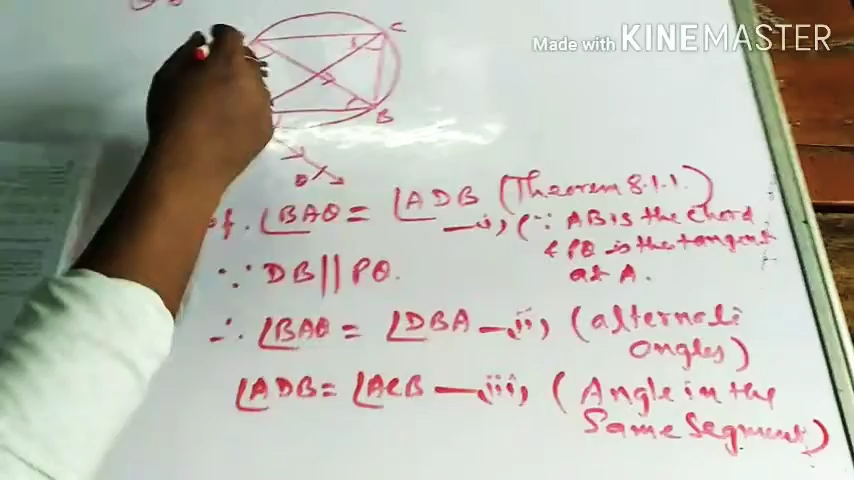 Made with KINEMASTER
C
B
Q
of. ∠BAQ = ∠ADB (Theorem 8.1.1.)
—(i) (∵ AB is the chord
& PQ is the tangent
at A.
∵ DB || PQ.
∴ ∠BAQ = ∠DBA —(ii) (alternate
angles)
∠ADB = ∠ACB —(iii) (Angle in the
Same Segment)